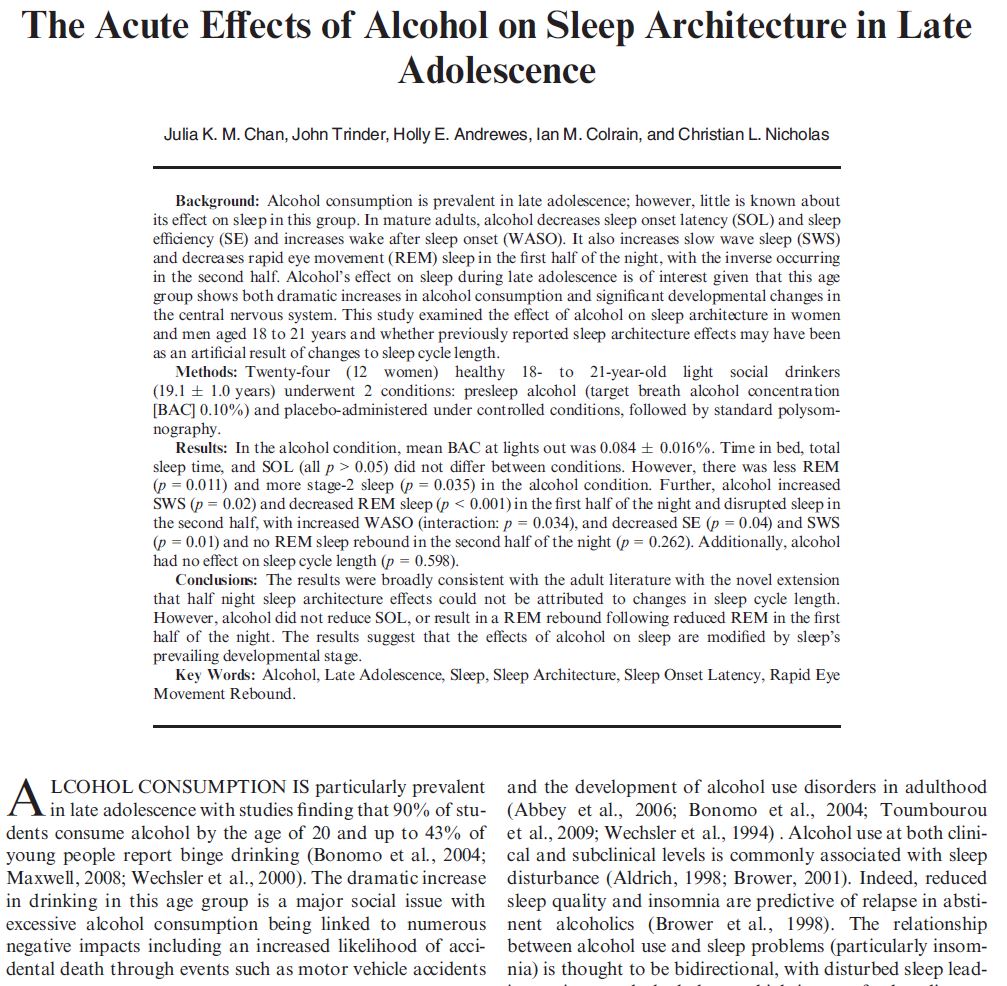 The Acute Effects of Alcohol on Sleep Architecture in Late
Adolescence
Julia K. M. Chan, John Trinder, Holly E. Andrewes, Ian M. Colrain, and Christian L. Nicholas
Background: Alcohol consumption is prevalent in late adolescence; however, little is known about
its effect on sleep in this group. In mature adults, alcohol decreases sleep onset latency (SOL) and sleep
efficiency (SE) and increases wake after sleep onset (WASO). It also increases slow wave sleep (SWS)
and decreases rapid eye movement (REM) sleep in the first half of the night, with the inverse occurring
in the second half. Alcohol's effect on sleep during late adolescence is of interest given that this age
group shows both dramatic increases in alcohol consumption and significant developmental changes in
the central nervous system. This study examined the effect of alcohol on sleep architecture in women
and men aged 18 to 21 years and whether previously reported sleep architecture effects may have been
as an artificial result of changes to sleep cycle length.
Methods: Twenty-four (12 women) healthy 18- to 21-year-old light social drinkers
(19.1 ± 1.0 years) underwent 2 conditions: presleep alcohol (target breath alcohol concentration
[BAC] 0.10%) and placebo-administered under controlled conditions, followed by standard polysom-
nography.
Results: In the alcohol condition, mean BAC at lights out was 0.084 ± 0.016%. Time in bed, total
sleep time, and SOL (all p > 0.05) did not differ between conditions. However, there was less REM
(p = 0.011) and more stage-2 sleep (p = 0.035) in the alcohol condition. Further, alcohol increased
SWS (p = 0.02) and decreased REM sleep (p < 0.001) in the first half of the night and disrupted sleep in
the second half, with increased WASO (interaction: p = 0.034), and decreased SE (p = 0.04) and SWS
(p = 0.01) and no REM sleep rebound in the second half of the night (p = 0.262). Additionally, alcohol
had no effect on sleep cycle length (p = 0.598).
Conclusions: The results were broadly consistent with the adult literature with the novel extension
that half night sleep architecture effects could not be attributed to changes in sleep cycle length.
However, alcohol did not reduce SOL, or result in a REM rebound following reduced REM in the first
half of the night. The results suggest that the effects of alcohol on sleep are modified by sleep's
prevailing developmental stage.
Key Words: Alcohol, Late Adolescence, Sleep, Sleep Architecture, Sleep Onset Latency, Rapid Eye
Movement Rebound.
ALCOHOL CONSUMPTION IS particularly prevalent
in late adolescence with studies finding that 90% of stu-
dents consume alcohol by the age of 20 and up to 43% of
young people report binge drinking (Bonomo et al., 2004;
Maxwell, 2008; Wechsler et al., 2000). The dramatic increase
in drinking in this age group is a major social issue with
excessive alcohol consumption being linked to numerous
negative impacts including an increased likelihood of acci-
dental death through events such as motor vehicle accidents
and the development of alcohol use disorders in adulthood
(Abbey et al., 2006; Bonomo et al., 2004; Toumbourou
et al., 2009; Wechsler et al., 1994) . Alcohol use at both clini-
cal and subclinical levels is commonly associated with sleep
disturbance (Aldrich, 1998; Brower, 2001). Indeed, reduced
sleep quality and insomnia are predictive of relapse in absti-
nent alcoholics (Brower et al., 1998). The relationship
between alcohol use and sleep problems (particularly insom-
nia) is thought to be bidirectional, with disturbed sleep lead-